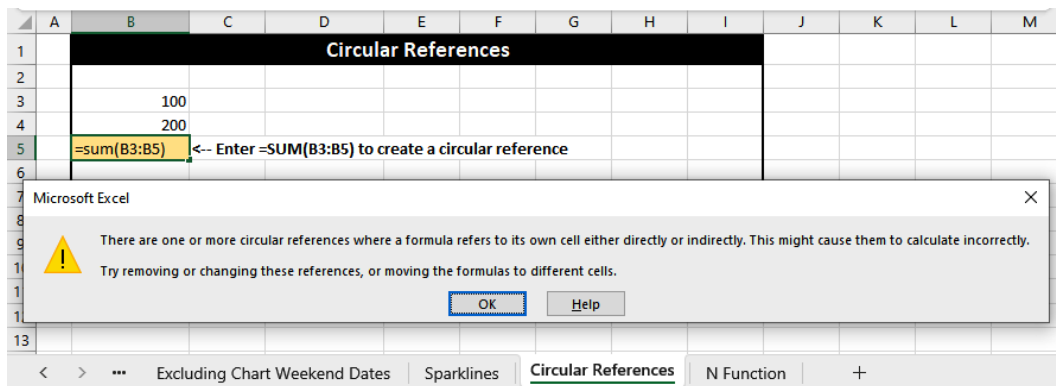 A B C D E F G H I J K L M
1 Circular References
2
3 100
4 200
5 =sum(B3:B5) <-- Enter =SUM(B3:B5) to create a circular reference
6
7 Microsoft Excel
8
9 There are one or more circular references where a formula refers to its own cell either directly or indirectly. This might cause them to calculate incorrectly.
Try removing or changing these references, or moving the formulas to different cells.
OK Help
13
< > ••• Excluding Chart Weekend Dates Sparklines Circular References N Function +